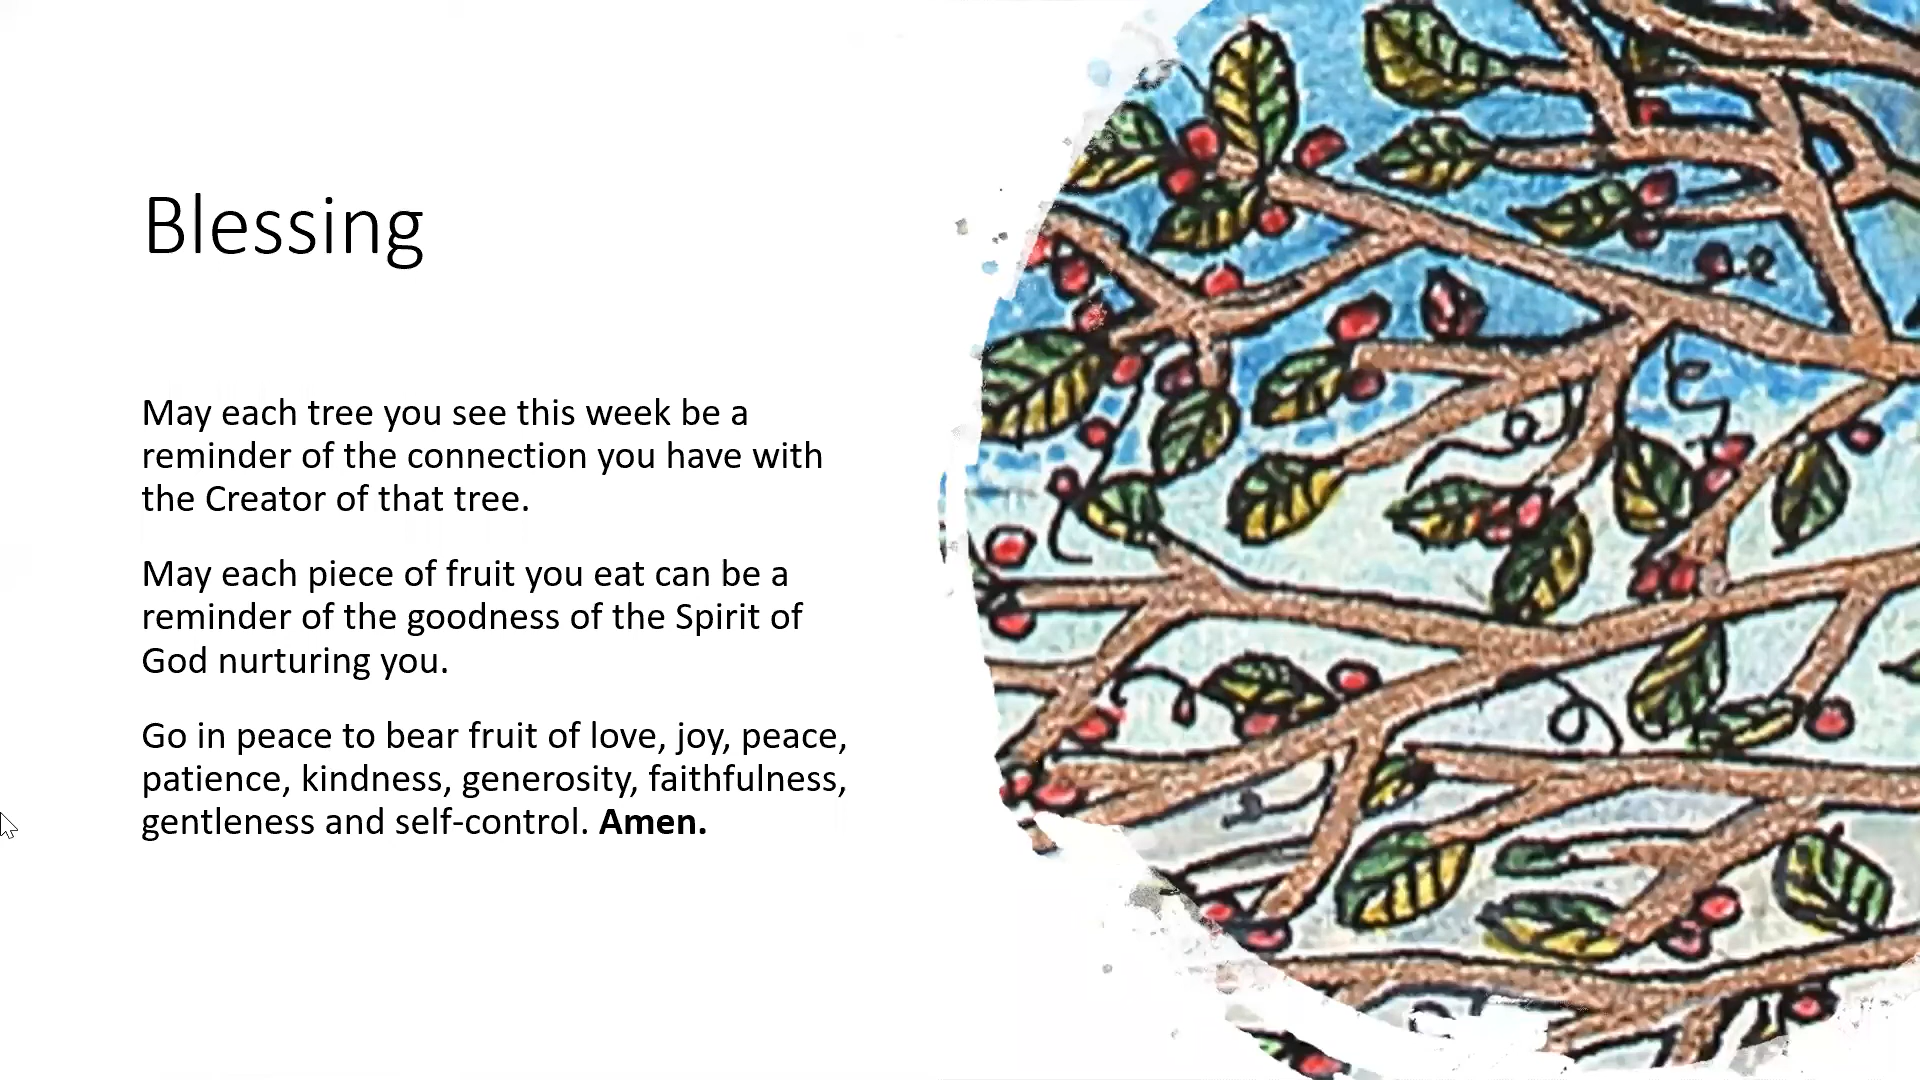 Blessing
May each tree you see this week be a
reminder of the connection you have with
the Creator of that tree.
May each piece of fruit you eat can be a
reminder of the goodness of the Spirit of
God nurturing you.
Go in peace to bear fruit of love, joy, peace,
patience, kindness, generosity, faithfulness,
gentleness and self-control. Amen.